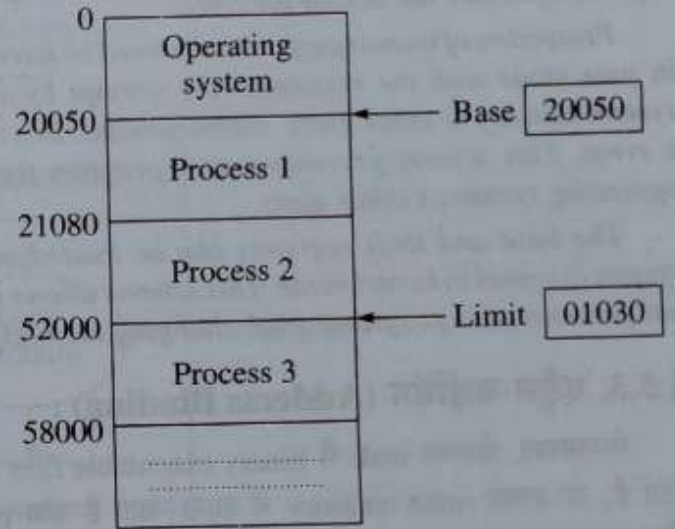 0
Operating
system
20050
Base 20050
Process 1
21080
Process 2
52000
Limit 01030
Process 3
58000